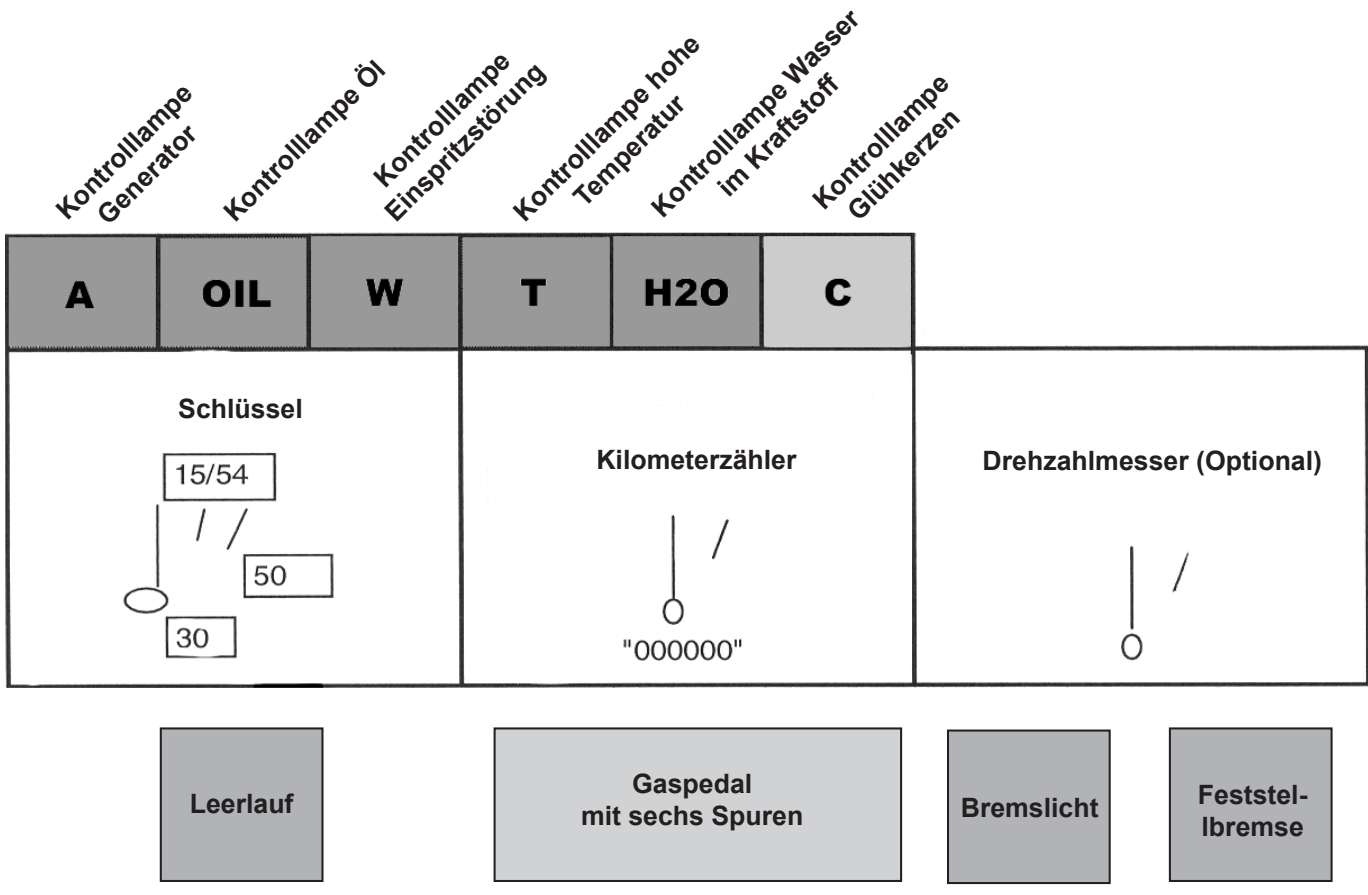 Kontrolllampe
Generator
Kontrolllampe Öl
Kontrolllampe
Einspritzstörung
Kontrolllampe hohe
Temperatur
Kontrolllampe Wasser
im Kraftstoff
Kontrolllampe
Glühkerzen
A
OIL
W
T
H2O
C
Schlüssel
15/54
50
30
Kilometerzähler
"000000"
Drehzahlmesser (Optional)
Leerlauf
Gaspedal
mit sechs Spuren
Bremslicht
Feststel-
lbremse